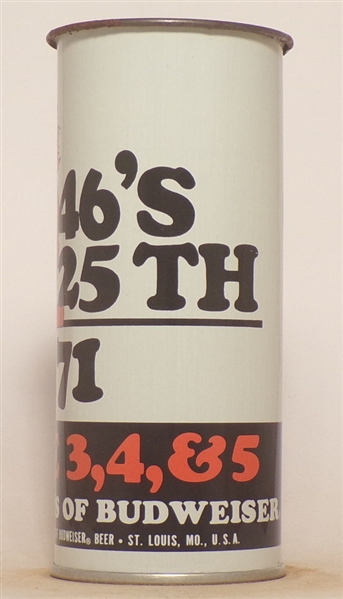 46'S
25 TH
71
3,4,&5
OF BUDWEISER
BUDWEISER® BEER • ST. LOUIS, MO., U.S.A.